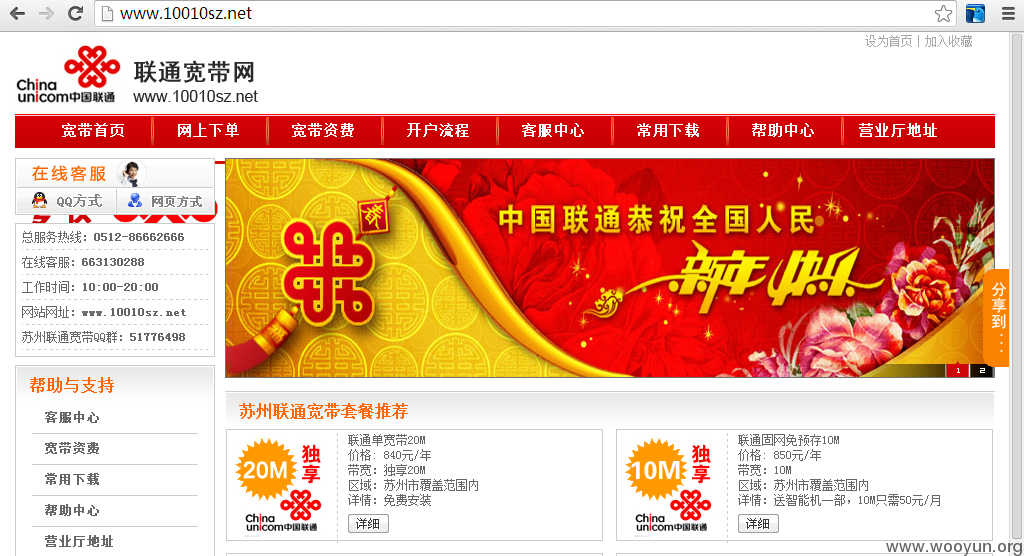 www.10010sz.net
设为首页 | 加入收藏
China unicom中国联通
联通宽带网
www.10010sz.net
宽带首页 网上下单 宽带资费 开户流程 客服中心 常用下载 帮助中心 营业厅地址
在线客服
QQ方式 网页方式
总服务热线: 0512-86662666
在线客服: 663130288
工作时间: 10:00-20:00
网站网址: www.10010sz.net
苏州联通宽带QQ群: 51776498
帮助与支持
客服中心
宽带资费
常用下载
帮助中心
营业厅地址
春
中国联通恭祝全国人民
新年快乐
1 2
分享到:...
苏州联通宽带套餐推荐
20M
独享
China unicom中国联通
联通单宽带20M
价格: 840元/年
带宽: 独享20M
区域: 苏州市覆盖范围内
详情: 免费安装
详细
10M
独享
China unicom中国联通
联通固网免预存10M
价格: 850元/年
带宽: 10M
区域: 苏州市覆盖范围内
详情: 送智能机一部，10M只需50元/月
详细
www.wooyun.org